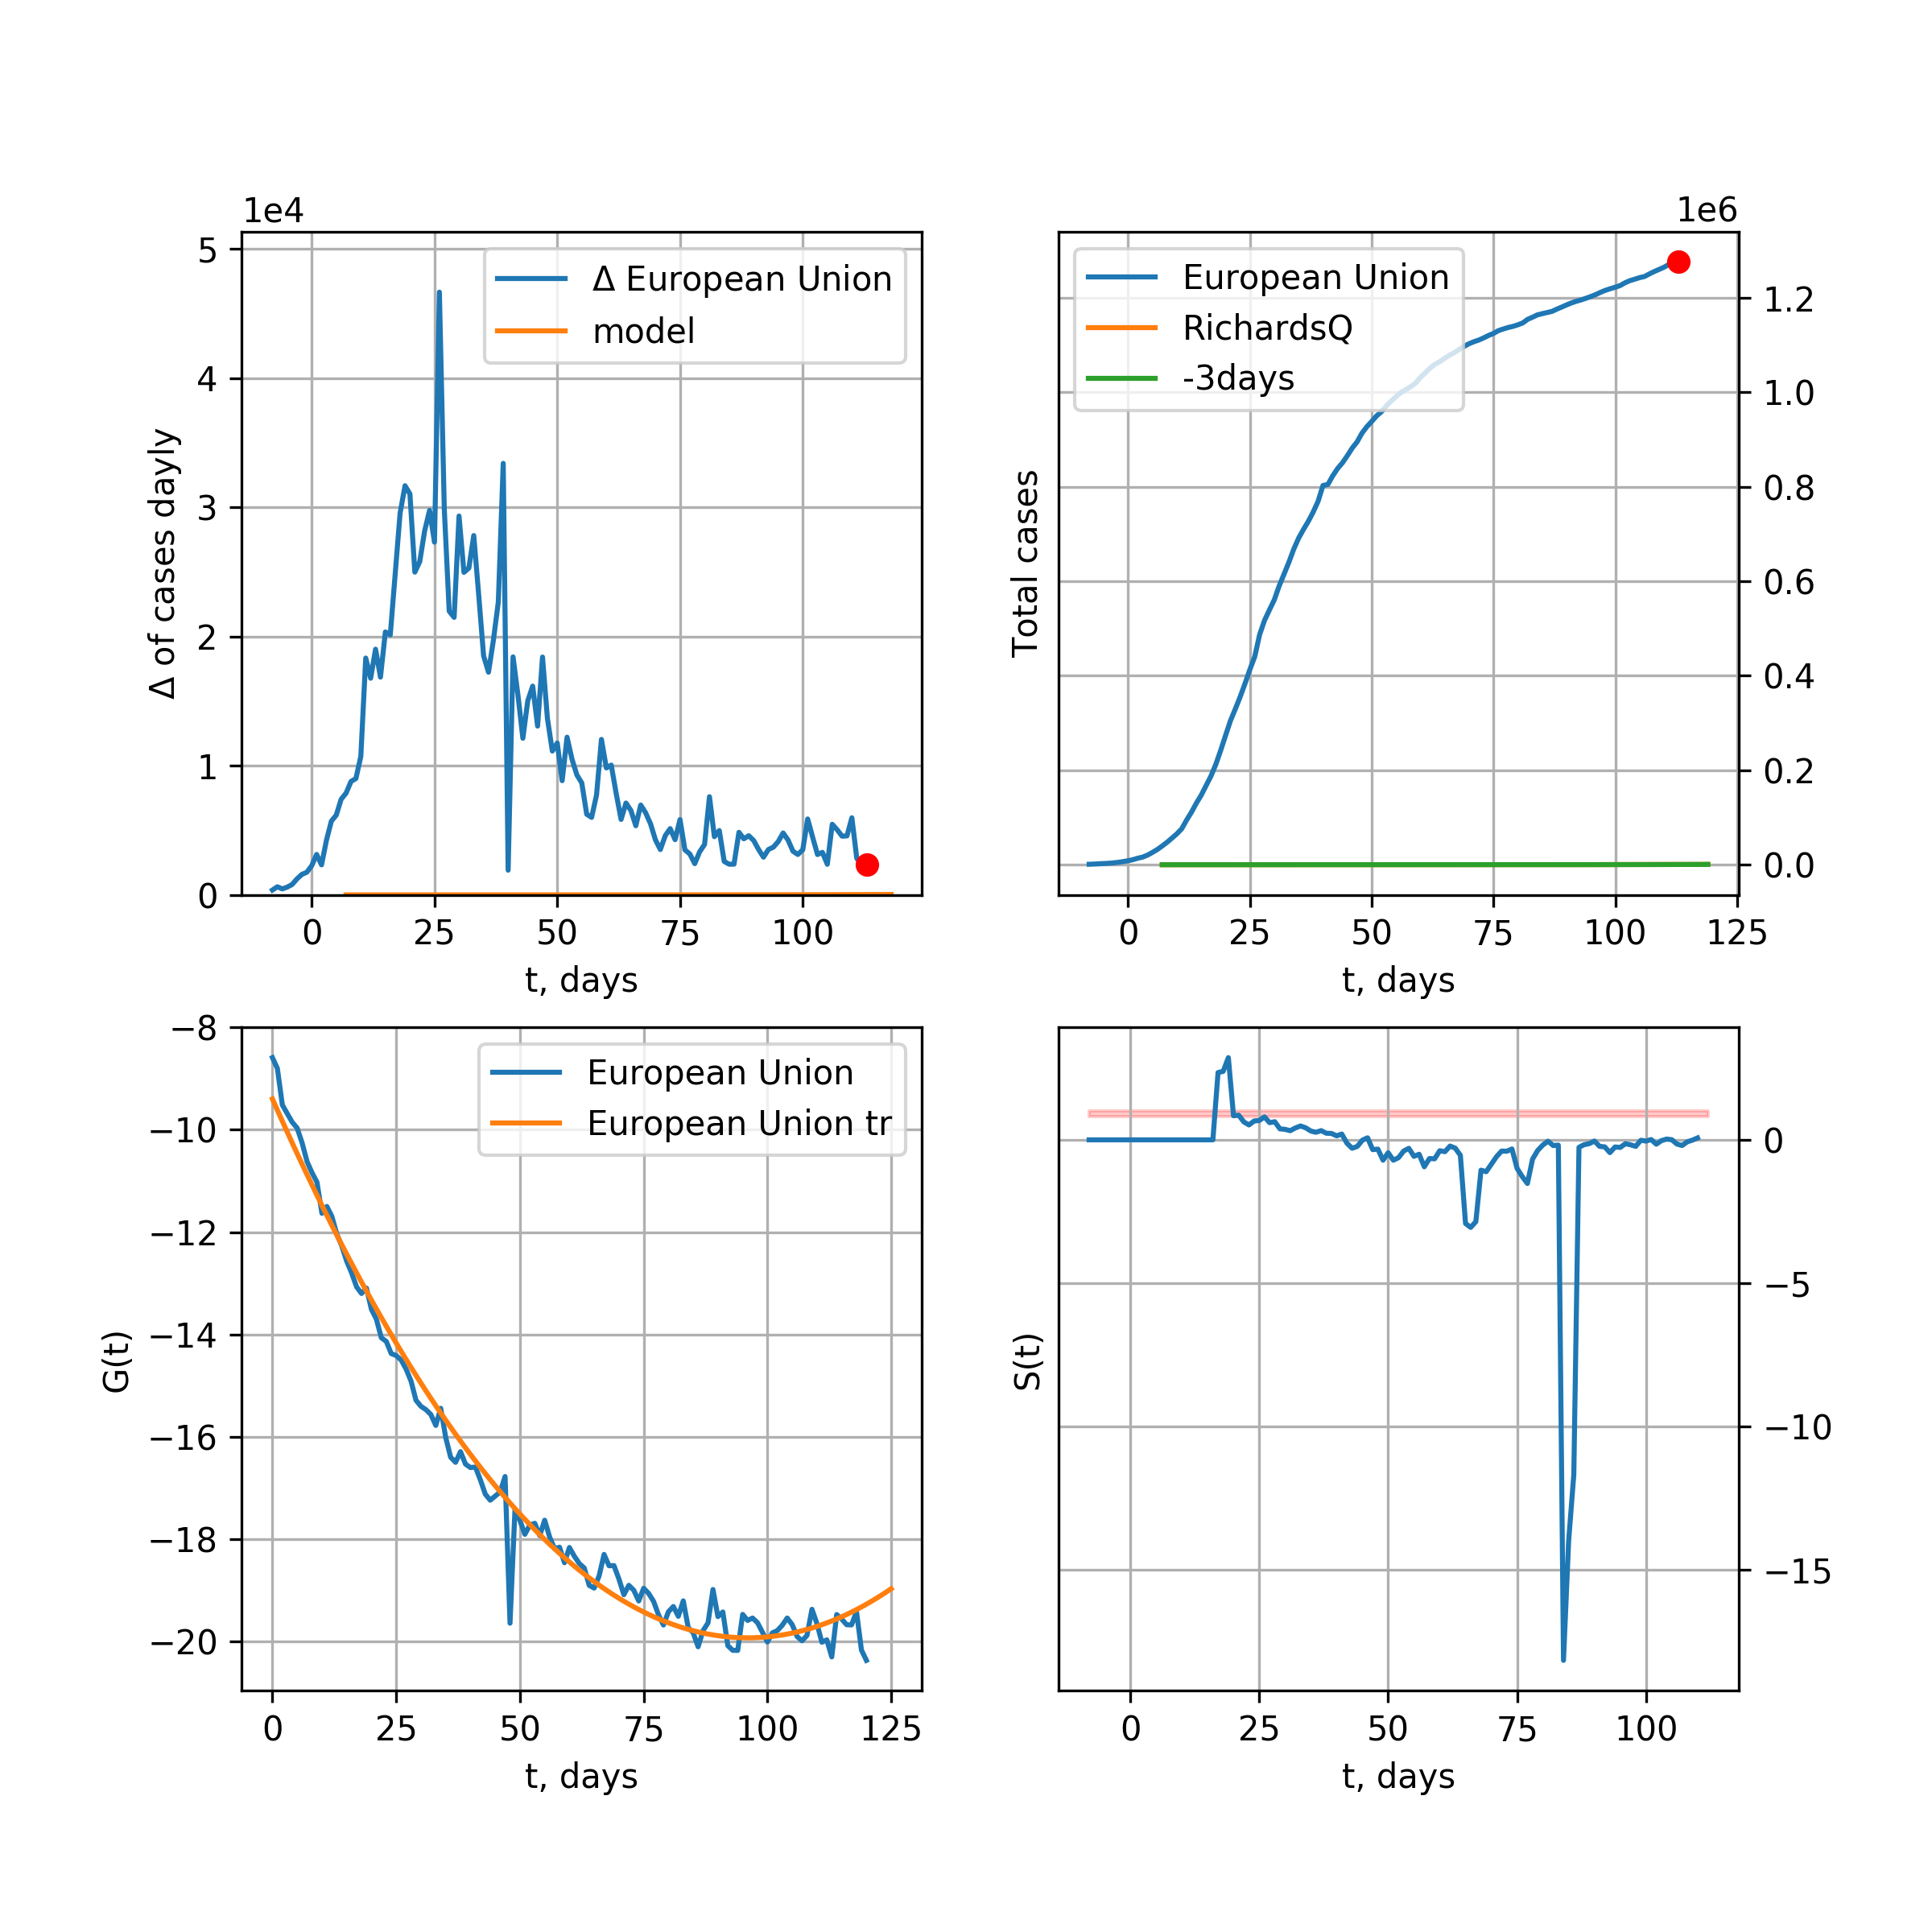 1e4
5
4
3
2
1
0
Δ of cases dayly
Δ European Union
model
0 25 50 75 100
t, days
1e6
European Union
RichardsQ
-3days
Total cases
1.2
1.0
0.8
0.6
0.4
0.2
0.0
0 25 50 75 100 125
t, days
−8
−10
−12
−14
−16
−18
−20
G(t)
European Union
European Union tr
0 25 50 75 100 125
t, days
S(t)
0
−5
−10
−15
0 25 50 75 100
t, days